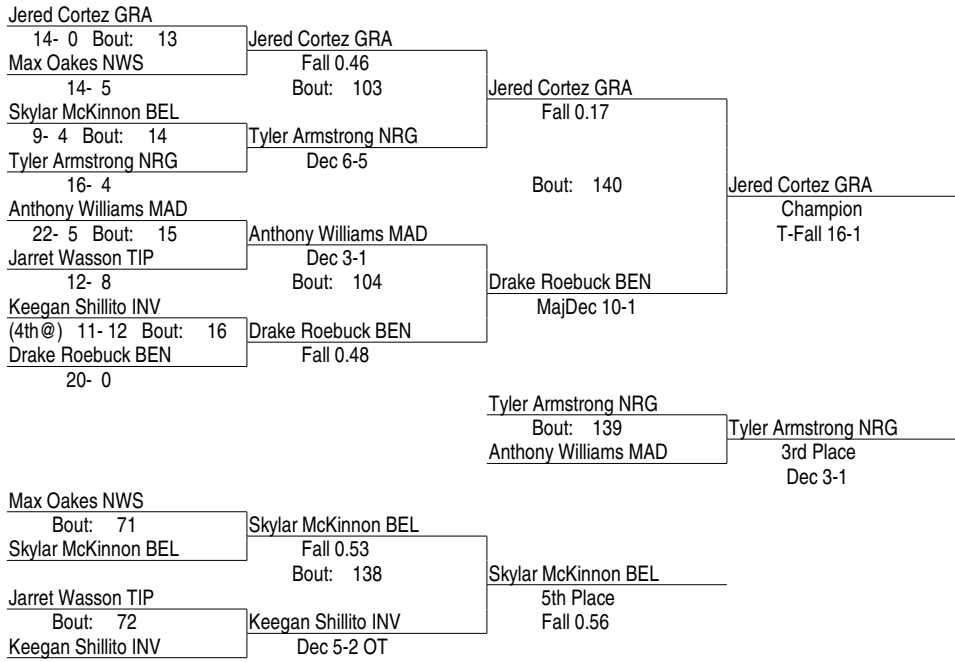 Jered Cortez GRA
14- 0 Bout: 13
Max Oakes NWS
14- 5
Skylar McKinnon BEL
9- 4 Bout: 14
Tyler Armstrong NRG
16- 4
Anthony Williams MAD
22- 5 Bout: 15
Jarret Wasson TIP
12- 8
Keegan Shillito INV
(4th@) 11- 12 Bout: 16
Drake Roebuck BEN
20- 0
Jered Cortez GRA
Fall 0.46
Bout: 103
Tyler Armstrong NRG
Dec 6-5
Anthony Williams MAD
Dec 3-1
Bout: 104
Drake Roebuck BEN
Fall 0.48
Jered Cortez GRA
Fall 0.17
Bout: 140
Drake Roebuck BEN
MajDec 10-1
Jered Cortez GRA
Champion
T-Fall 16-1
Tyler Armstrong NRG
Bout: 139
Anthony Williams MAD
Tyler Armstrong NRG
3rd Place
Dec 3-1
Max Oakes NWS
Bout: 71
Skylar McKinnon BEL
Jarret Wasson TIP
Bout: 72
Keegan Shillito INV
Skylar McKinnon BEL
Fall 0.53
Bout: 138
Keegan Shillito INV
Dec 5-2 OT
Skylar McKinnon BEL
5th Place
Fall 0.56